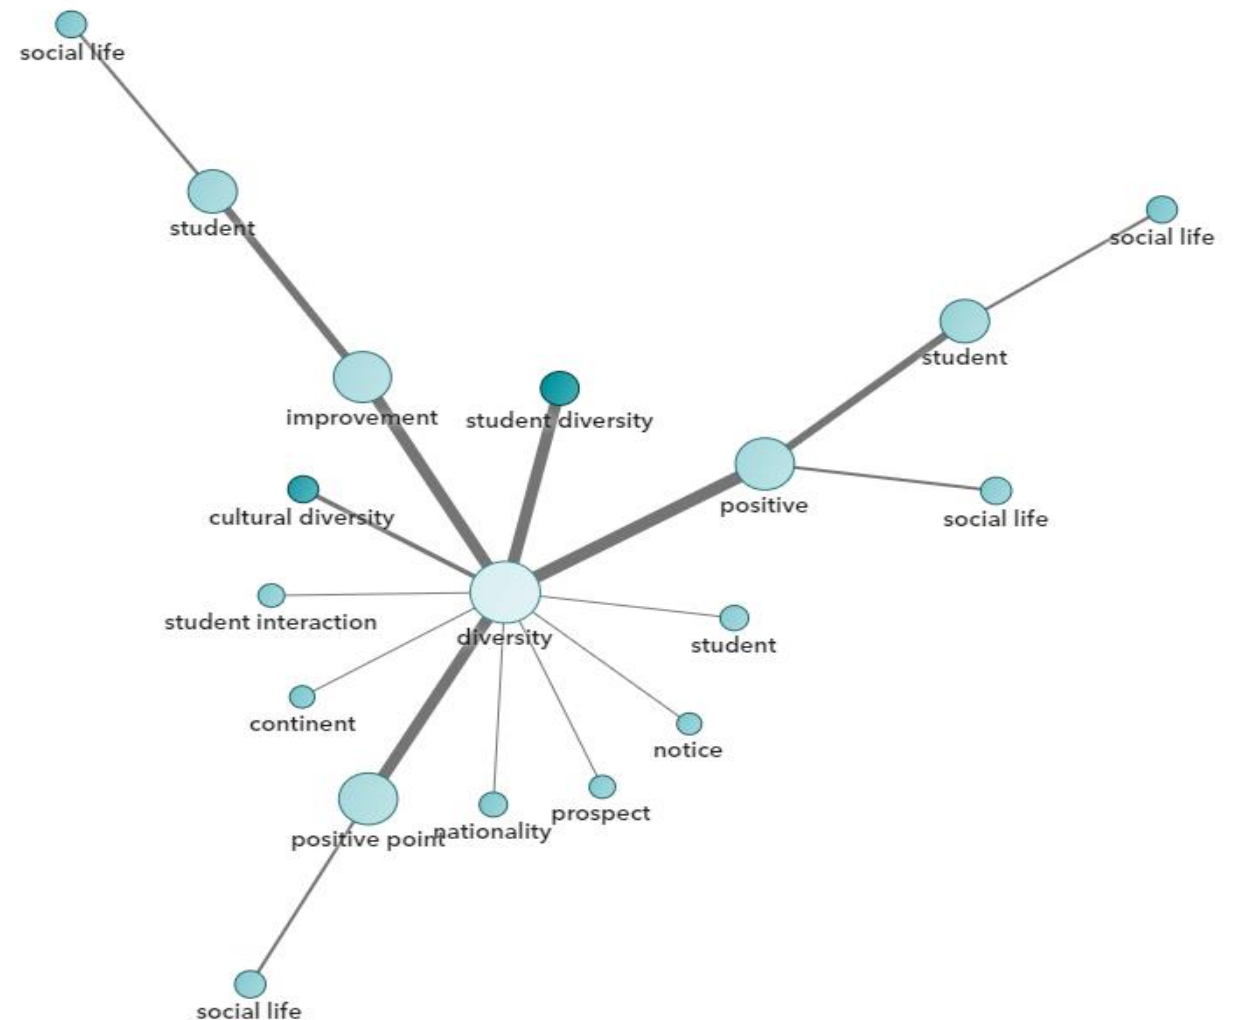 social life
student
social life
student
improvement
student diversity
positive
cultural diversity
social life
student interaction
diversity
student
continent
notice
prospect
nationality
positive point
social life